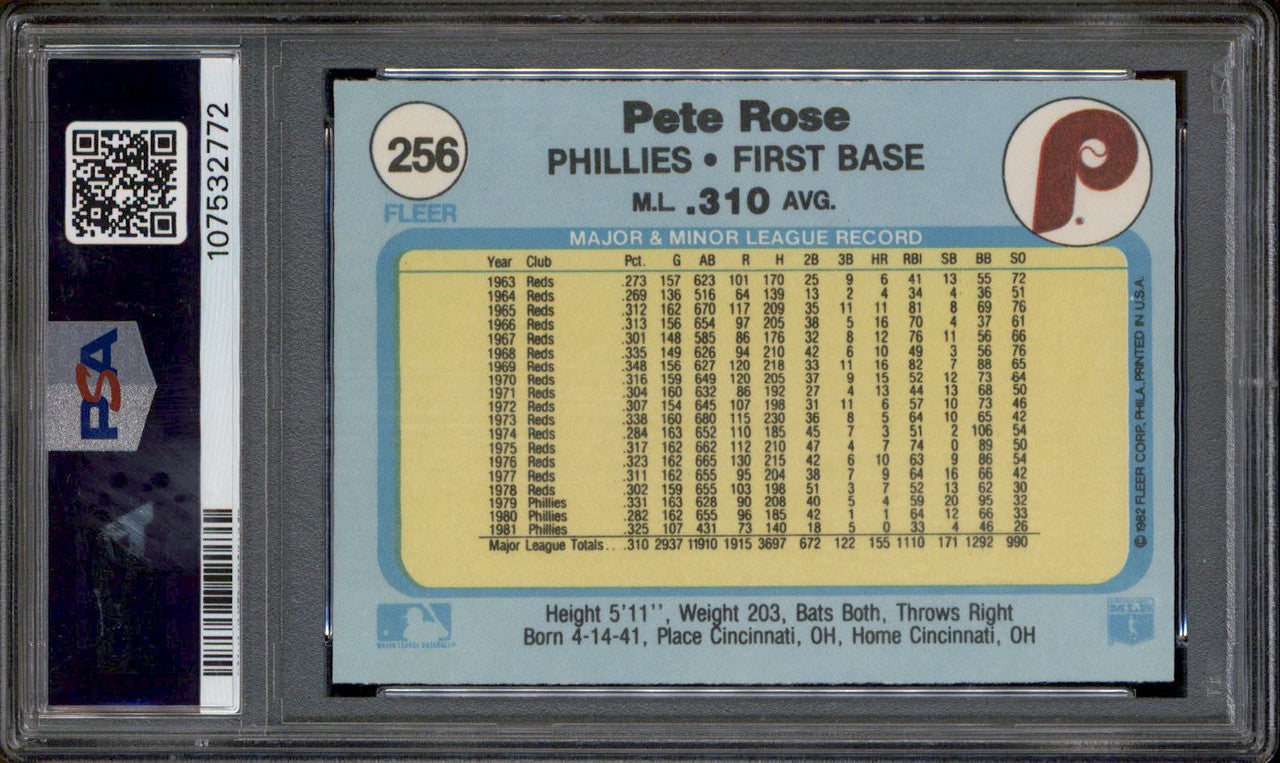 107532772
PSA
256
FLEER
Pete Rose
PHILLIES • FIRST BASE
M.L .310 AVG.
P
MAJOR & MINOR LEAGUE RECORD
Year Club Pct. G AB R H 2B 3B HR RBI SB BB SO
1963 Reds .273 157 623 101 170 25 9 6 41 13 55 72
1964 Reds .269 136 516 64 139 13 2 4 34 4 36 51
1965 Reds .312 162 670 117 209 35 11 11 81 8 69 76
1966 Reds .313 156 654 97 205 38 5 16 70 4 37 61
1967 Reds .301 148 585 86 176 32 8 12 76 11 56 66
1968 Reds .335 149 626 94 210 42 6 10 49 3 56 76
1969 Reds .348 156 627 120 218 33 11 16 82 7 88 65
1970 Reds .316 159 649 120 205 37 9 15 52 12 73 64
1971 Reds .304 160 632 86 192 27 4 13 44 13 68 50
1972 Reds .307 154 645 107 198 31 11 6 57 10 73 46
1973 Reds .338 160 680 115 230 36 8 5 64 10 65 42
1974 Reds .284 163 652 110 185 45 7 3 51 2 106 54
1975 Reds .317 162 662 112 210 47 4 7 74 0 89 50
1976 Reds .323 162 665 130 215 42 6 10 63 9 86 54
1977 Reds .311 162 655 95 204 38 7 9 64 16 66 42
1978 Reds .302 159 655 103 198 51 3 7 52 13 62 30
1979 Phillies .331 163 628 90 208 40 5 4 59 20 95 32
1980 Phillies .282 162 655 96 185 42 1 1 64 12 66 33
1981 Phillies .325 107 431 73 140 18 5 0 33 4 46 26
Major League Totals . . .310 2937 11910 1915 3697 672 122 155 1110 171 1292 990
© 1982 FLEER CORP., PHILA., PRINTED IN U.S.A.
Height 5'11'', Weight 203, Bats Both, Throws Right
Born 4-14-41, Place Cincinnati, OH, Home Cincinnati, OH
MAJOR LEAGUE BASEBALL